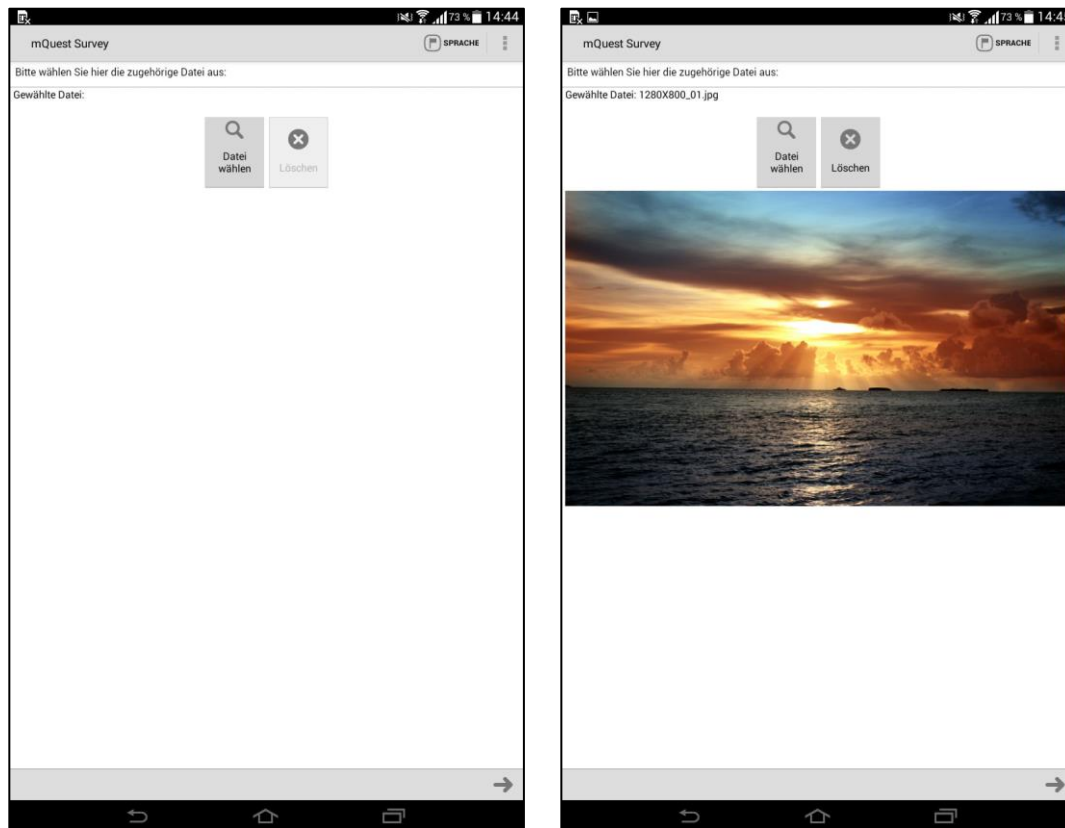 73 % 14:44
mQuest Survey SPRACHE
Bitte wählen Sie hier die zugehörige Datei aus:
Gewählte Datei:
Datei
wählen
Löschen
73 % 14:45
mQuest Survey SPRACHE
Bitte wählen Sie hier die zugehörige Datei aus:
Gewählte Datei: 1280X800_01.jpg
Datei
wählen
Löschen